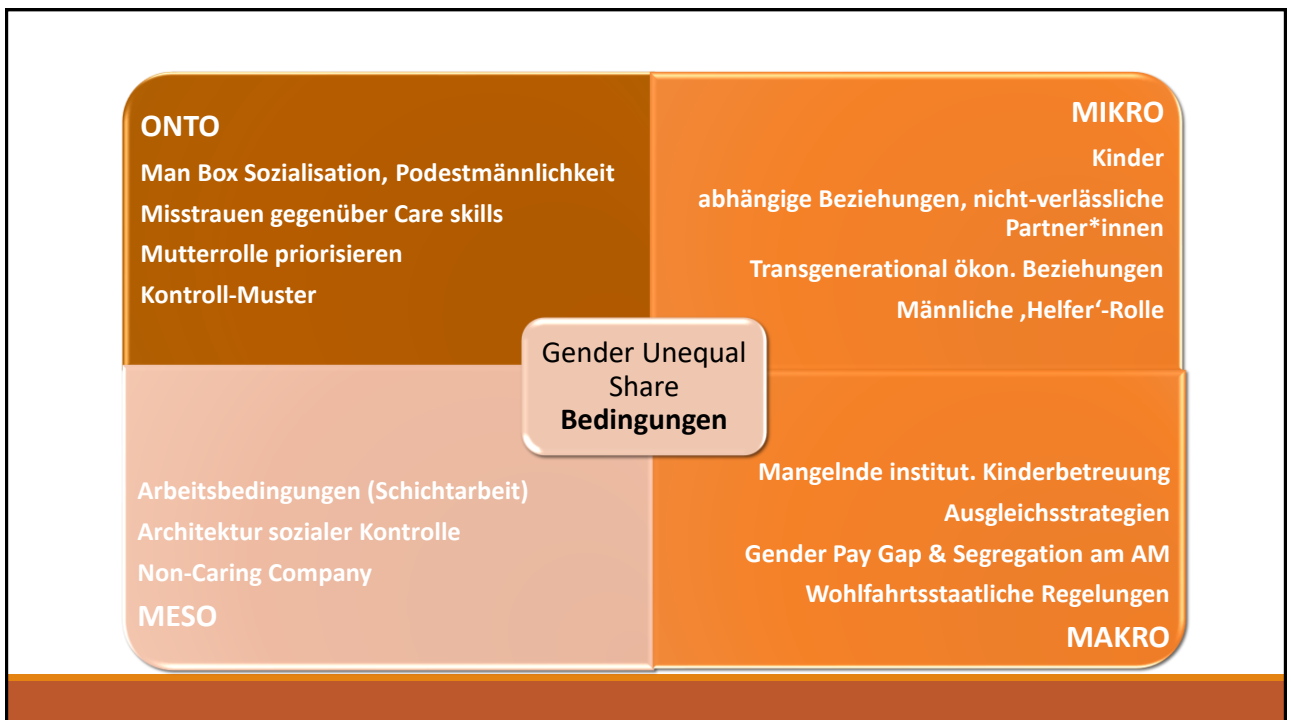 ONTO
Man Box Sozialisation, Podestmännlichkeit
Misstrauen gegenüber Care skills
Mutterrolle priorisieren
Kontroll-Muster
MIKRO
Kinder
abhängige Beziehungen, nicht-verlässliche
Partner*innen
Transgenerational ökon. Beziehungen
Männliche ‚Helfer‘-Rolle
Gender Unequal
Share
Bedingungen
Arbeitsbedingungen (Schichtarbeit)
Architektur sozialer Kontrolle
Non-Caring Company
MESO
Mangelnde institut. Kinderbetreuung
Ausgleichsstrategien
Gender Pay Gap & Segregation am AM
Wohlfahrtsstaatliche Regelungen
MAKRO